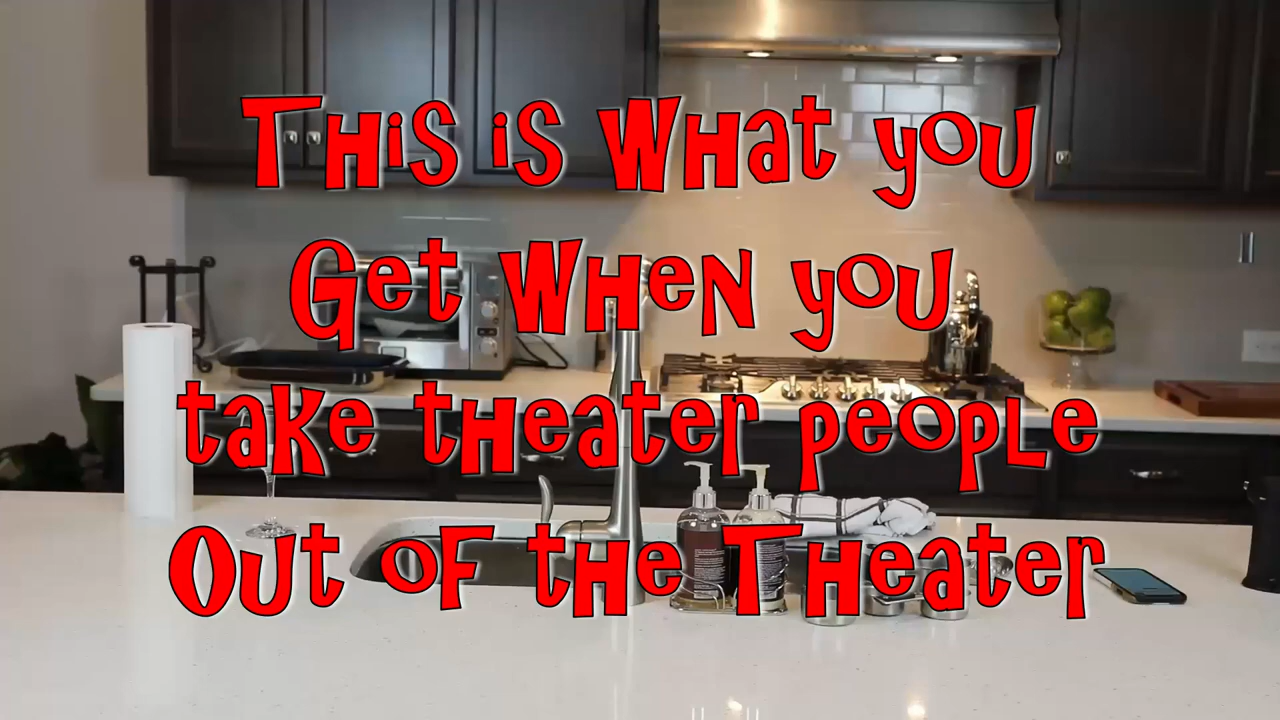 This is what you
Get when you
take theater people
Out of the Theater